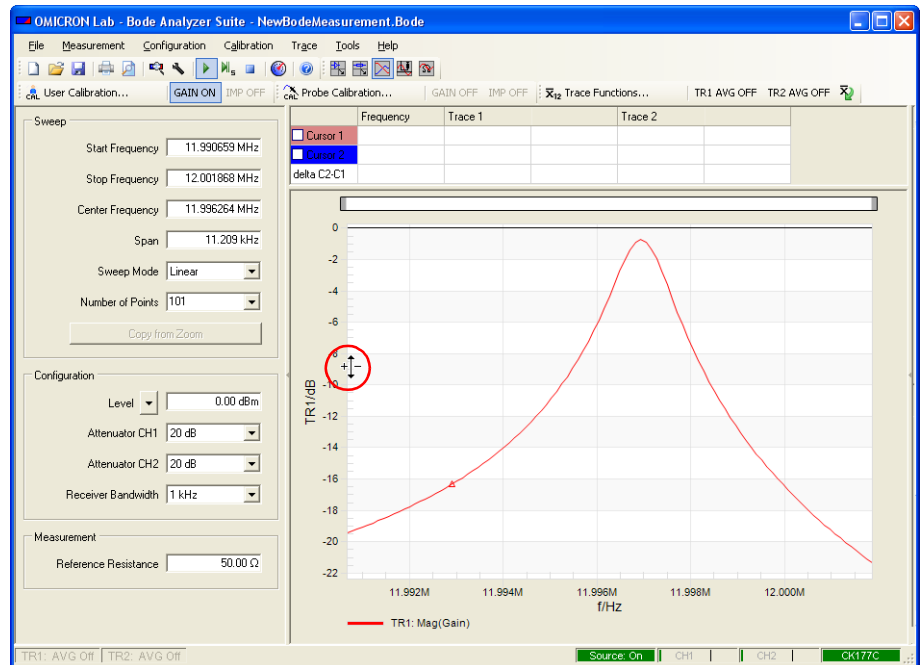 OMICRON Lab - Bode Analyzer Suite - NewBodeMeasurement.Bode
File Measurement Configuration Calibration Trace Tools Help
CAL User Calibration... GAIN ON IMP OFF CAL Probe Calibration... GAIN OFF IMP OFF X12 Trace Functions... TR1 AVG OFF TR2 AVG OFF
Sweep
Start Frequency 11.990659 MHz
Stop Frequency 12.001868 MHz
Center Frequency 11.996264 MHz
Span 11.209 kHz
Sweep Mode Linear
Number of Points 101
Copy from Zoom
Configuration
Level 0.00 dBm
Attenuator CH1 20 dB
Attenuator CH2 20 dB
Receiver Bandwidth 1 kHz
Measurement
Reference Resistance 50.00 Ω
Frequency Trace 1 Trace 2
Cursor 1
Cursor 2
delta C2-C1
0
-2
-4
-6
-8
-10
-12
-14
-16
-18
-20
-22
TR1/dB
11.992M 11.994M 11.996M 11.998M 12.000M
f/Hz
TR1: Mag(Gain)
TR1: AVG Off TR2: AVG Off Source: On CH1 CH2 CK177C